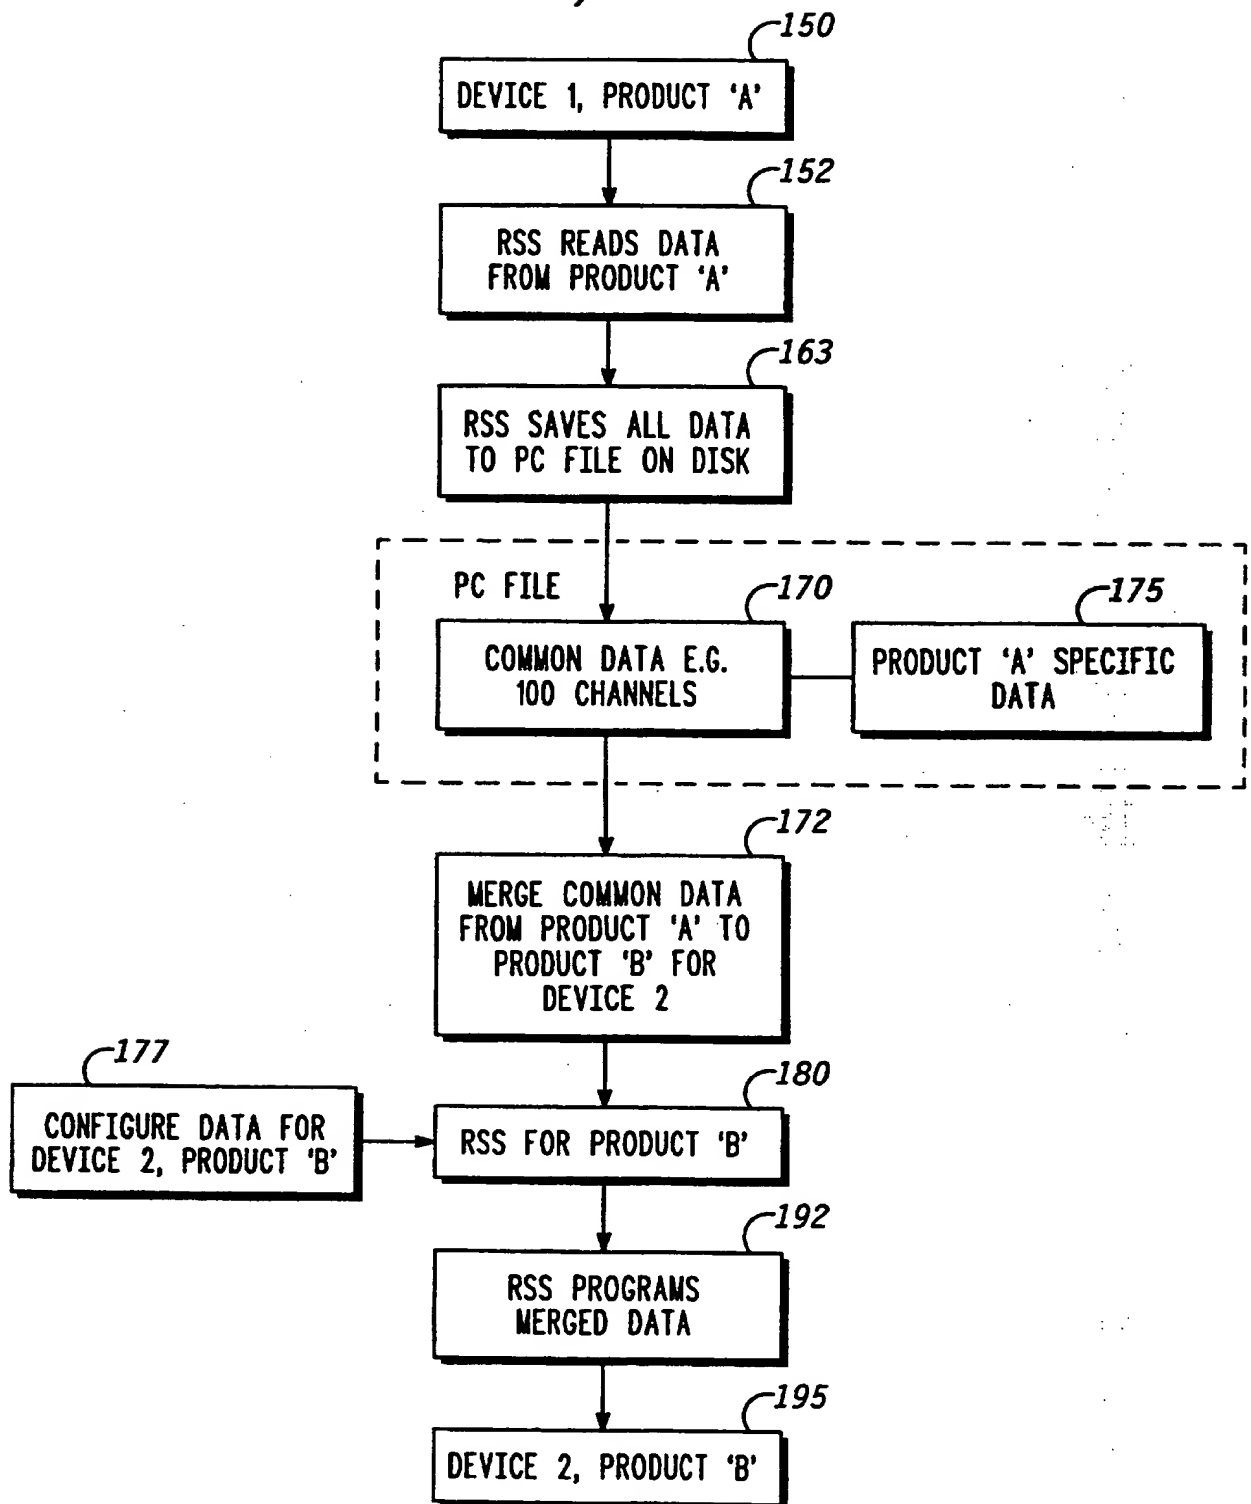 150
DEVICE 1, PRODUCT 'A'
152
RSS READS DATA
FROM PRODUCT 'A'
163
RSS SAVES ALL DATA
TO PC FILE ON DISK
PC FILE
170
175
COMMON DATA E.G.
100 CHANNELS
PRODUCT 'A' SPECIFIC
DATA
172
MERGE COMMON DATA
FROM PRODUCT 'A' TO
PRODUCT 'B' FOR
DEVICE 2
177
CONFIGURE DATA FOR
DEVICE 2, PRODUCT 'B'
180
RSS FOR PRODUCT 'B'
192
RSS PROGRAMS
MERGED DATA
195
DEVICE 2, PRODUCT 'B'